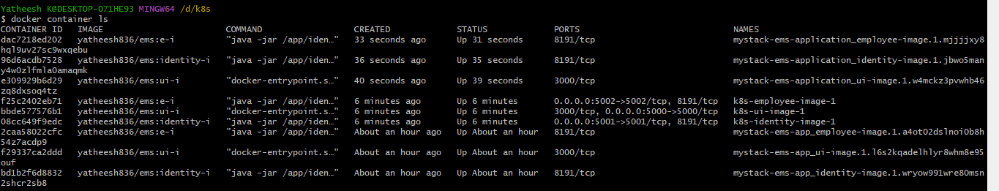 Yatheesh K@DESKTOP-O71HE93 MINGW64 /d/k8s
$ docker container ls
CONTAINER ID   IMAGE                        COMMAND                  CREATED             STATUS             PORTS                              NAMES
dac7218ed202   yatheesh836/ems:e-i          "java -jar /app/iden…"   33 seconds ago      Up 31 seconds      8191/tcp                           mystack-ems-application_employee-image.1.mjjjjxy8
hql9uv27sc9wxqebu
96d6acdb7528   yatheesh836/ems:identity-i   "java -jar /app/iden…"   36 seconds ago      Up 35 seconds      8191/tcp                           mystack-ems-application_identity-image.1.jbwo5man
y4w0zlfmla0amaqmk
e309929b6d29   yatheesh836/ems:ui-i         "docker-entrypoint.s…"   40 seconds ago      Up 39 seconds      3000/tcp                           mystack-ems-application_ui-image.1.w4mckz3pvwhb46
zq8dxsoq4tz
f25c2402eb71   yatheesh836/ems:e-i          "java -jar /app/iden…"   6 minutes ago       Up 6 minutes       0.0.0.0:5002->5002/tcp, 8191/tcp   k8s-employee-image-1
bbde577576b1   yatheesh836/ems:ui-i         "docker-entrypoint.s…"   6 minutes ago       Up 6 minutes       3000/tcp, 0.0.0.0:5000->5000/tcp   k8s-ui-image-1
08cc649f9edc   yatheesh836/ems:identity-i   "java -jar /app/iden…"   6 minutes ago       Up 6 minutes       0.0.0.0:5001->5001/tcp, 8191/tcp   k8s-identity-image-1
2caa58022cfc   yatheesh836/ems:e-i          "java -jar /app/iden…"   About an hour ago   Up About an hour   8191/tcp                           mystack-ems-app_employee-image.1.a4ot02dslnoi0b8h
54z7acdp9
f29337ca2ddd   yatheesh836/ems:ui-i         "docker-entrypoint.s…"   About an hour ago   Up About an hour   3000/tcp                           mystack-ems-app_ui-image.1.l6s2kqadelhlyr8whm8e95
ouf
bd1b2f6d8832   yatheesh836/ems:identity-i   "java -jar /app/iden…"   About an hour ago   Up About an hour   8191/tcp                           mystack-ems-app_identity-image.1.wryow991wre80msn
2shcr2sb8